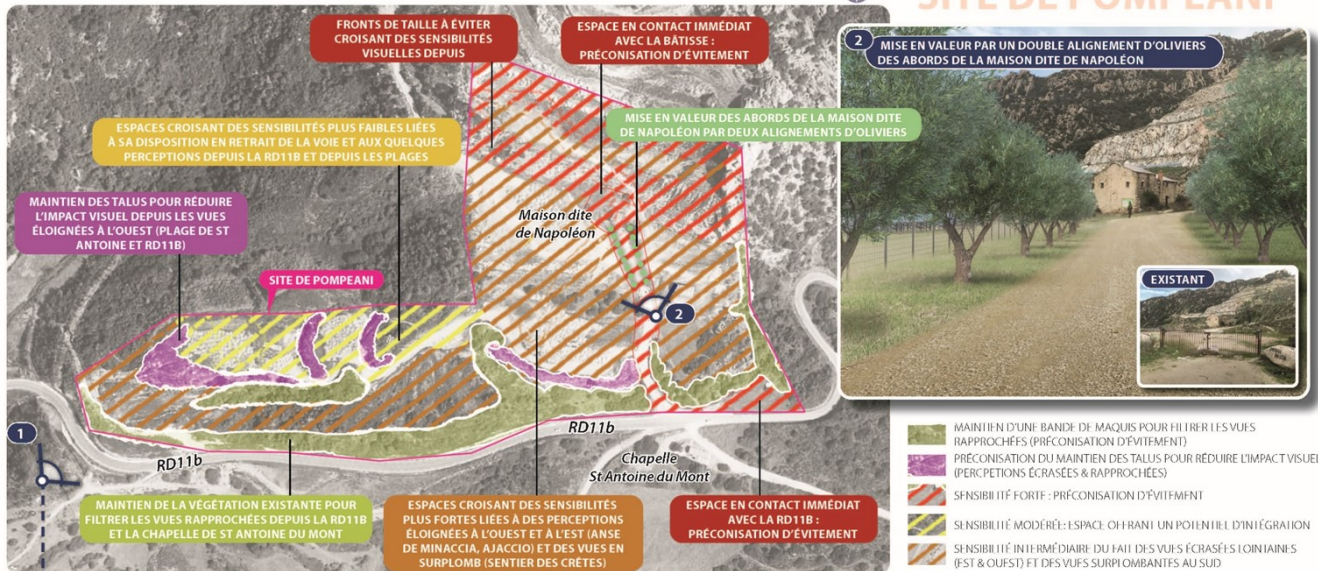 SITE DE POMPEANI
FRONTS DE TAILLE À ÉVITER
CROISANT DES SENSIBILITÉS
VISUELLES DEPUIS
ESPACE EN CONTACT IMMÉDIAT
AVEC LA BÂTISSE :
PRÉCONISATION D'ÉVITEMENT
2
MISE EN VALEUR PAR UN DOUBLE ALIGNEMENT D'OLIVIERS
DES ABORDS DE LA MAISON DITE DE NAPOLÉON
ESPACES CROISANT DES SENSIBILITÉS PLUS FAIBLES LIÉES
À SA DISPOSITION EN RETRAIT DE LA VOIE ET AUX QUELQUES
PERCEPTIONS DEPUIS LA RD11B ET DEPUIS LES PLAGES
MISE EN VALEUR DES ABORDS DE LA MAISON DITE
DE NAPOLÉON PAR DEUX ALIGNEMENTS D'OLIVIERS
MAINTIEN DES TALUS POUR RÉDUIRE
L'IMPACT VISUEL DEPUIS LES VUES
ÉLOIGNÉES À L'OUEST (PLAGE DE ST
ANTOINE ET RD11B)
Maison dite
de Napoléon
SITE DE POMPEANI
2
EXISTANT
1
RD11b
RD11b
Chapelle
St Antoine du Mont
MAINTIEN DE LA VÉGÉTATION EXISTANTE POUR
FILTRER LES VUES RAPPROCHÉES DEPUIS LA RD11B
ET LA CHAPELLE DE ST ANTOINE DU MONT
ESPACES CROISANT DES SENSIBILITÉS
PLUS FORTES LIÉES À DES PERCEPTIONS
ÉLOIGNÉES À L'OUEST ET À L'EST (ANSE
DE MINACCIA, AJACCIO) ET DES VUES EN
SURPLOMB (SENTIER DES CRÊTES)
ESPACE EN CONTACT IMMÉDIAT
AVEC LA RD11B :
PRÉCONISATION D'ÉVITEMENT
MAINTIEN D'UNE BANDE DE MAQUIS POUR FILTRER LES VUES
RAPPROCHÉES (PRÉCONISATION D'ÉVITEMENT)
PRÉCONISATION DU MAINTIEN DES TALUS POUR RÉDUIRE L'IMPACT VISUEL
(PERCPETIONS ÉCRASÉES & RAPPROCHÉES)
SENSIBILITÉ FORTE : PRÉCONISATION D'ÉVITEMENT
SENSIBILITÉ MODÉRÉE: ESPACE OFFRANT UN POTENTIEL D'INTÉGRATION
SENSIBILITÉ INTERMÉDIAIRE DU FAIT DES VUES ÉCRASÉES LOINTAINES
(EST & OUEST) ET DES VUES SURPLOMBANTES AU SUD